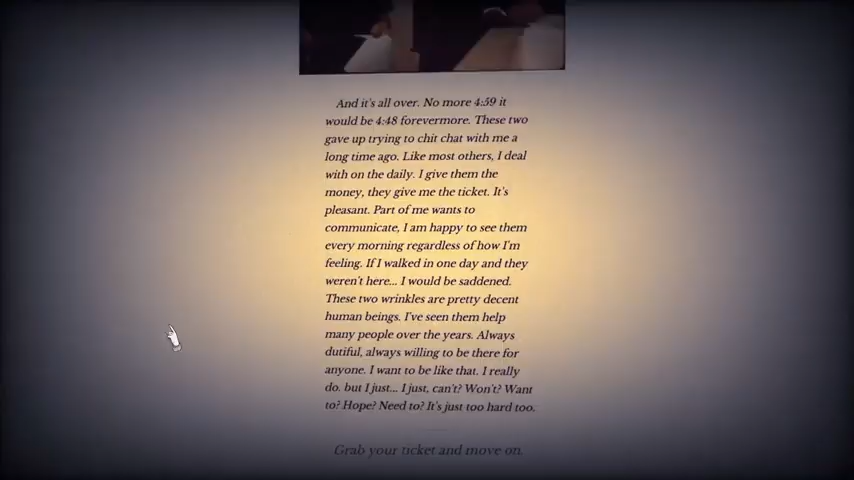 And it's all over. No more 4:59 it
would be 4:48 forevermore. These two
gave up trying to chit chat with me a
long time ago. Like most others, I deal
with on the daily. I give them the
money, they give me the ticket. It's
pleasant. Part of me wants to
communicate, I am happy to see them
every morning regardless of how I'm
feeling. If I walked in one day and they
weren't here... I would be saddened.
These two wrinkles are pretty decent
human beings. I've seen them help
many people over the years. Always
dutiful, always willing to be there for
anyone. I want to be like that. I really
do. but I just... I just, can't? Won't? Want
to? Hope? Need to? It's just too hard too.
Grab your ticket and move on.